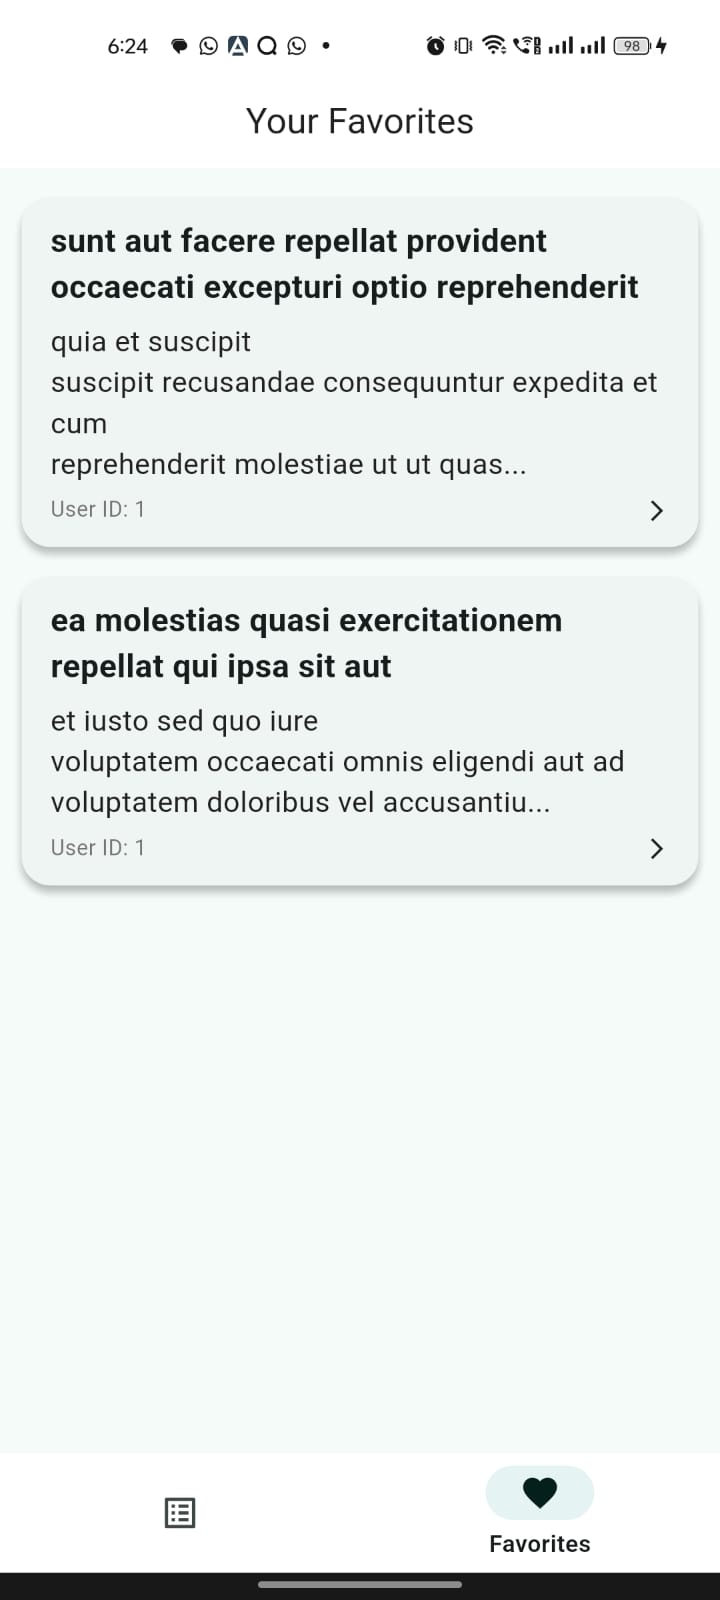 6:24
98
Your Favorites
sunt aut facere repellat provident
occaecati excepturi optio reprehenderit
quia et suscipit
suscipit recusandae consequuntur expedita et
cum
reprehenderit molestiae ut ut quas...
User ID: 1
ea molestias quasi exercitationem
repellat qui ipsa sit aut
et iusto sed quo iure
voluptatem occaecati omnis eligendi aut ad
voluptatem doloribus vel accusantiu...
User ID: 1
Favorites